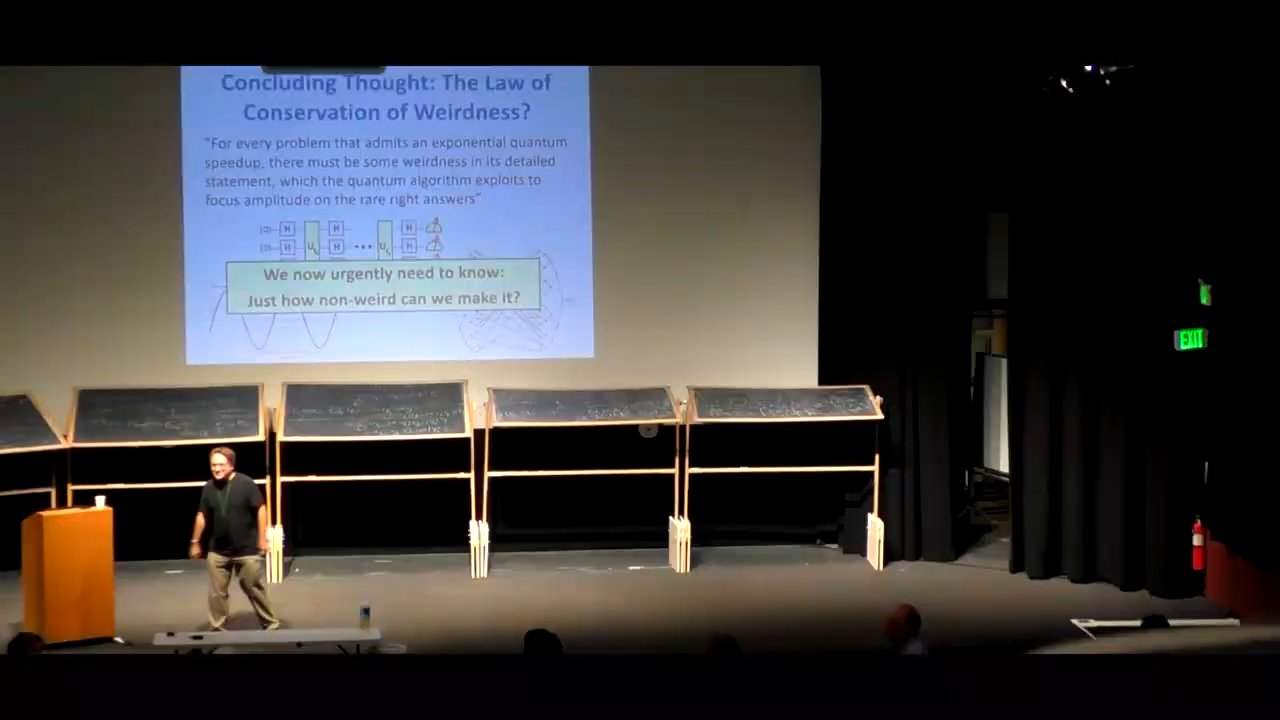 Concluding Thought: The Law of
Conservation of Weirdness?
"For every problem that admits an exponential quantum
speedup, there must be some weirdness in its detailed
statement, which the quantum algorithm exploits to
focus amplitude on the rare right answers"
|0⟩ H H H
|0⟩ H U H ••• U H
We now urgently need to know:
Just how non-weird can we make it?
EXIT